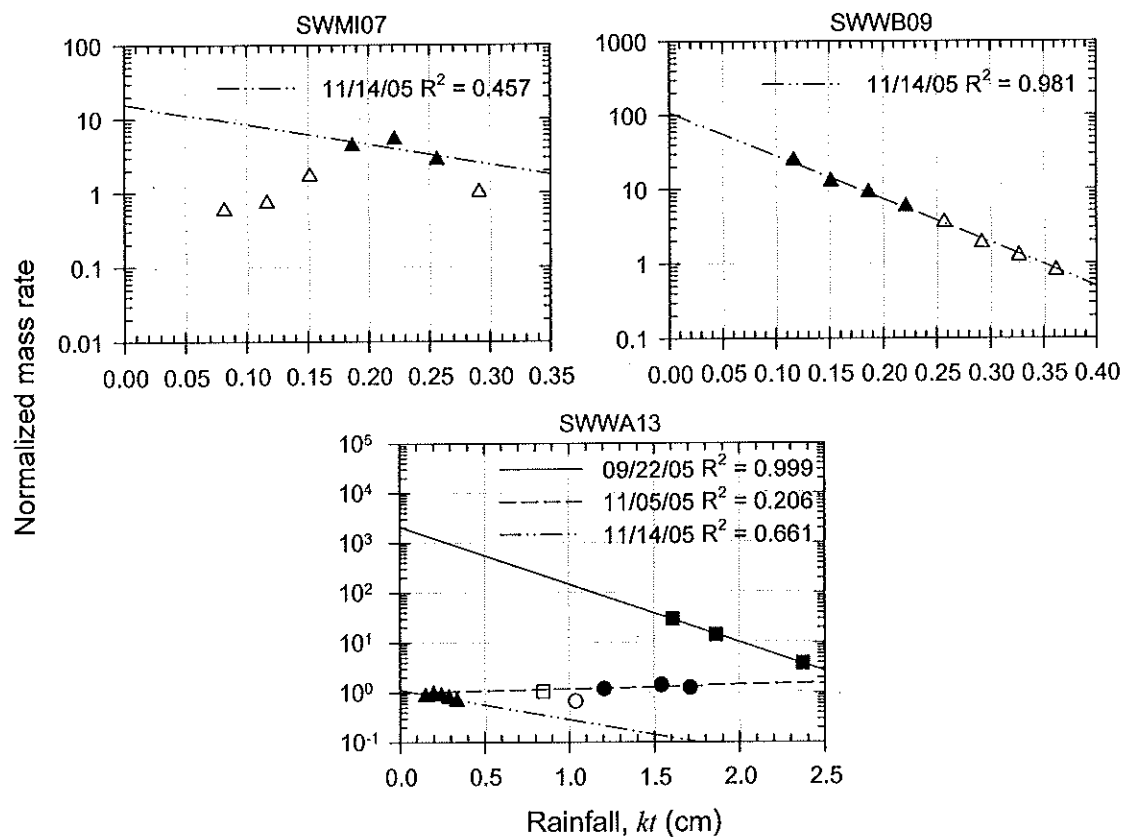 SWMI07
100
10
1
0.1
0.01
11/14/05 R² = 0.457
0.00 0.05 0.10 0.15 0.20 0.25 0.30 0.35
SWWB09
1000
100
10
1
0.1
11/14/05 R² = 0.981
0.00 0.05 0.10 0.15 0.20 0.25 0.30 0.35 0.40
Normalized mass rate
SWWA13
10⁵
10⁴
10³
10²
10¹
10⁰
10⁻¹
09/22/05 R² = 0.999
11/05/05 R² = 0.206
11/14/05 R² = 0.661
0.0 0.5 1.0 1.5 2.0 2.5
Rainfall, kt (cm)